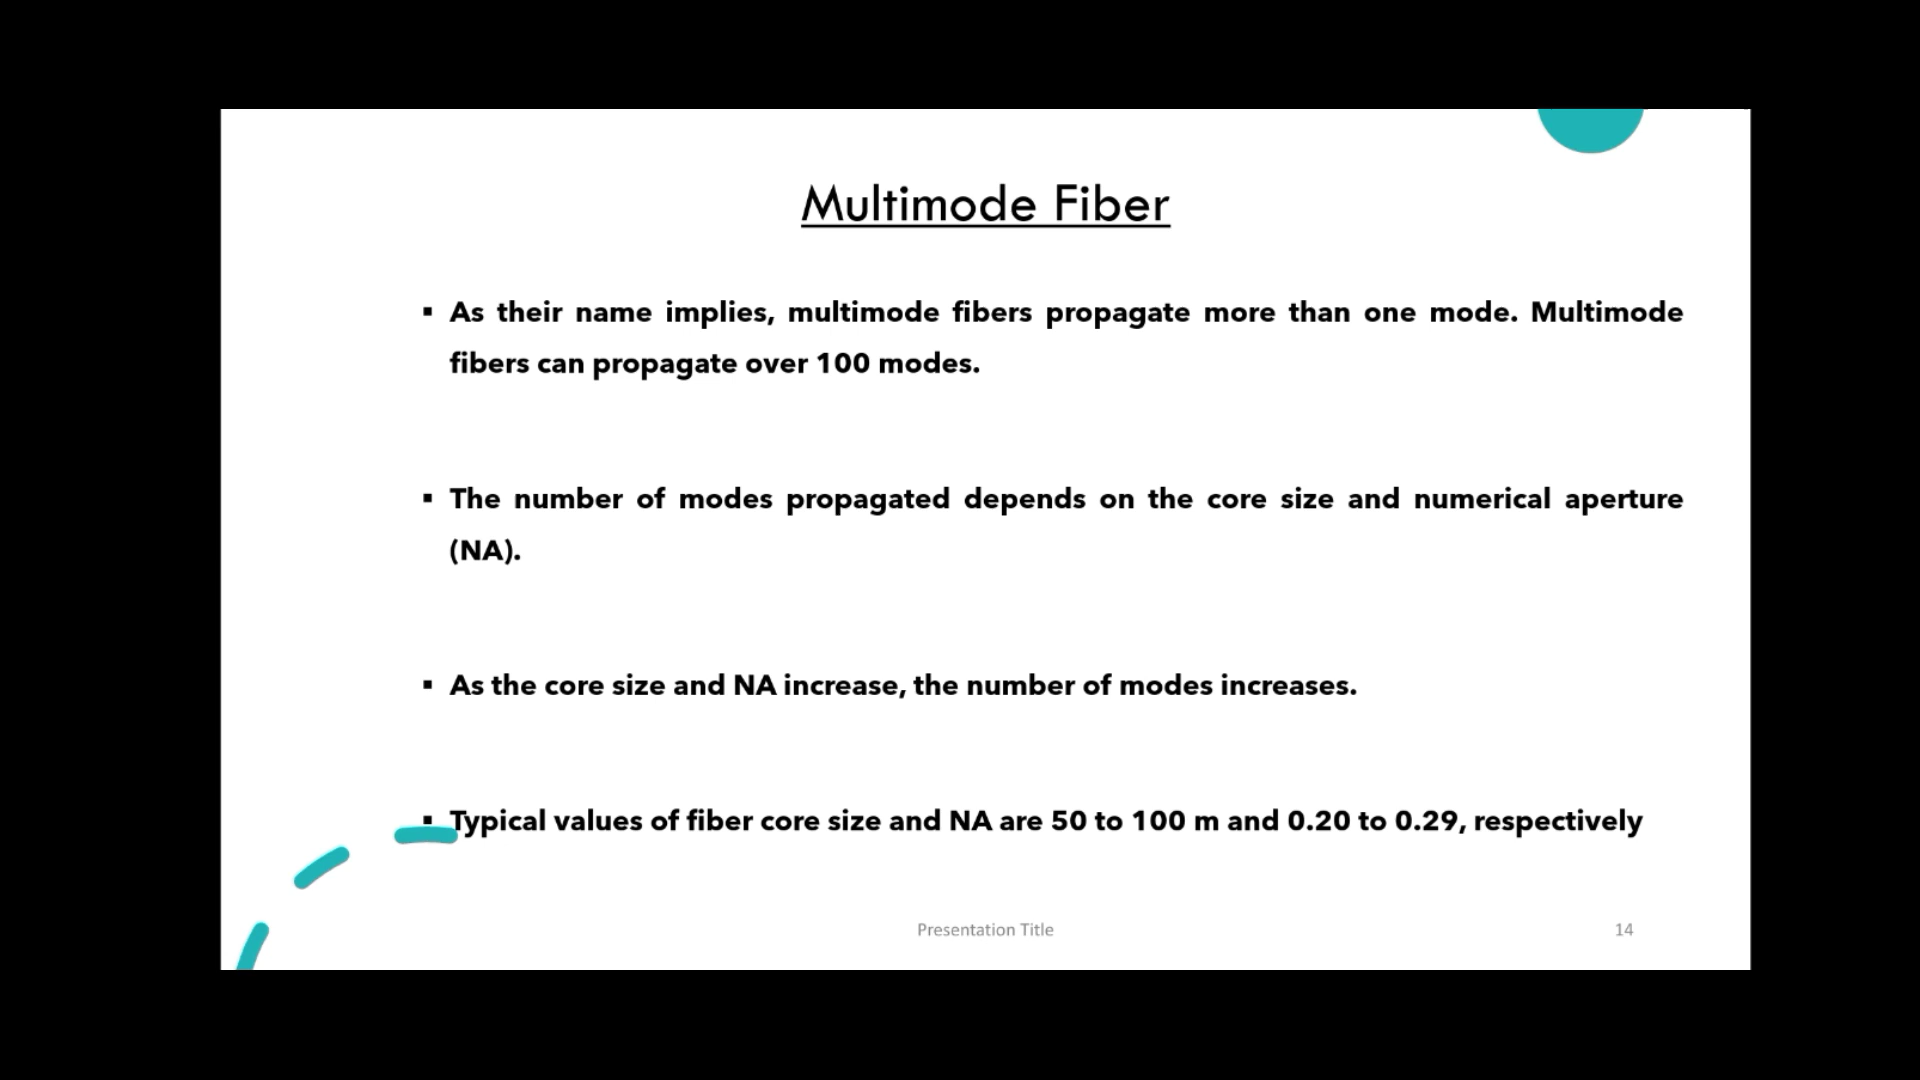 Multimode Fiber
▪ As their name implies, multimode fibers propagate more than one mode. Multimode
fibers can propagate over 100 modes.
▪ The number of modes propagated depends on the core size and numerical aperture
(NA).
▪ As the core size and NA increase, the number of modes increases.
▪ Typical values of fiber core size and NA are 50 to 100 m and 0.20 to 0.29, respectively
Presentation Title
14